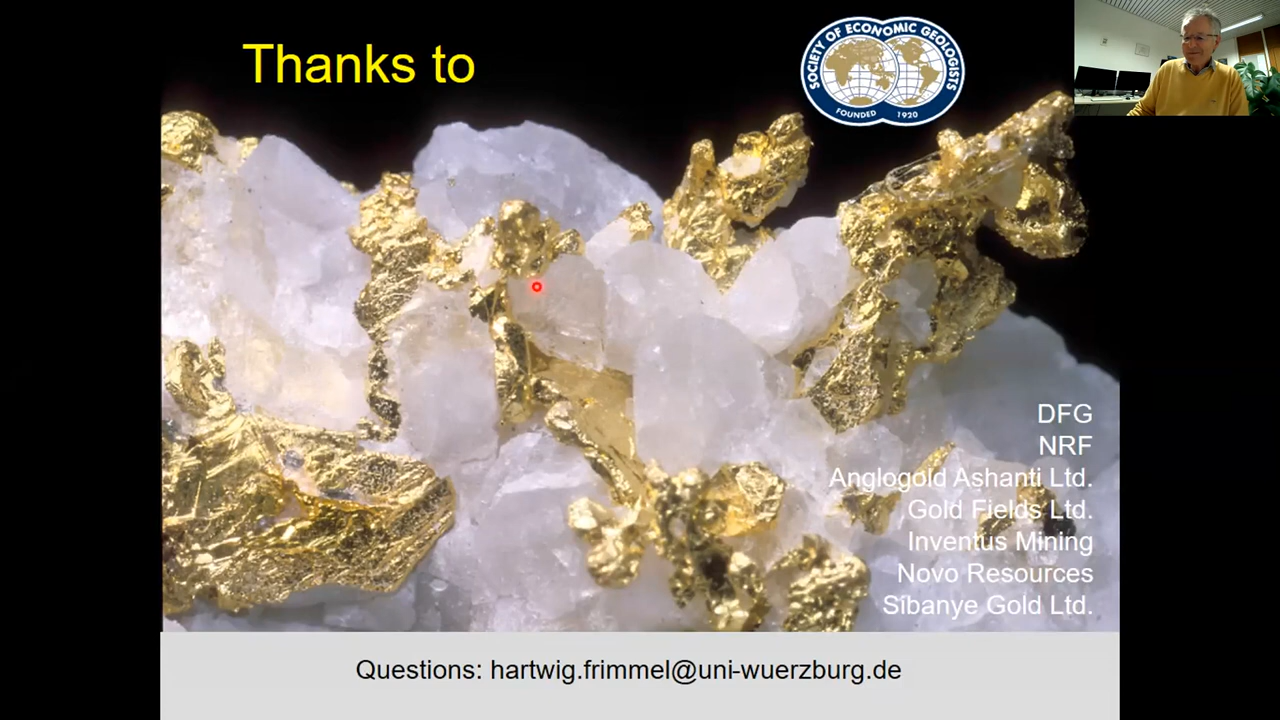 Thanks to
SOCIETY OF ECONOMIC GEOLOGISTS
FOUNDED 1920
DFG
NRF
Anglogold Ashanti Ltd.
Gold Fields Ltd.
Inventus Mining
Novo Resources
Sibanye Gold Ltd.
Questions: hartwig.frimmel@uni-wuerzburg.de